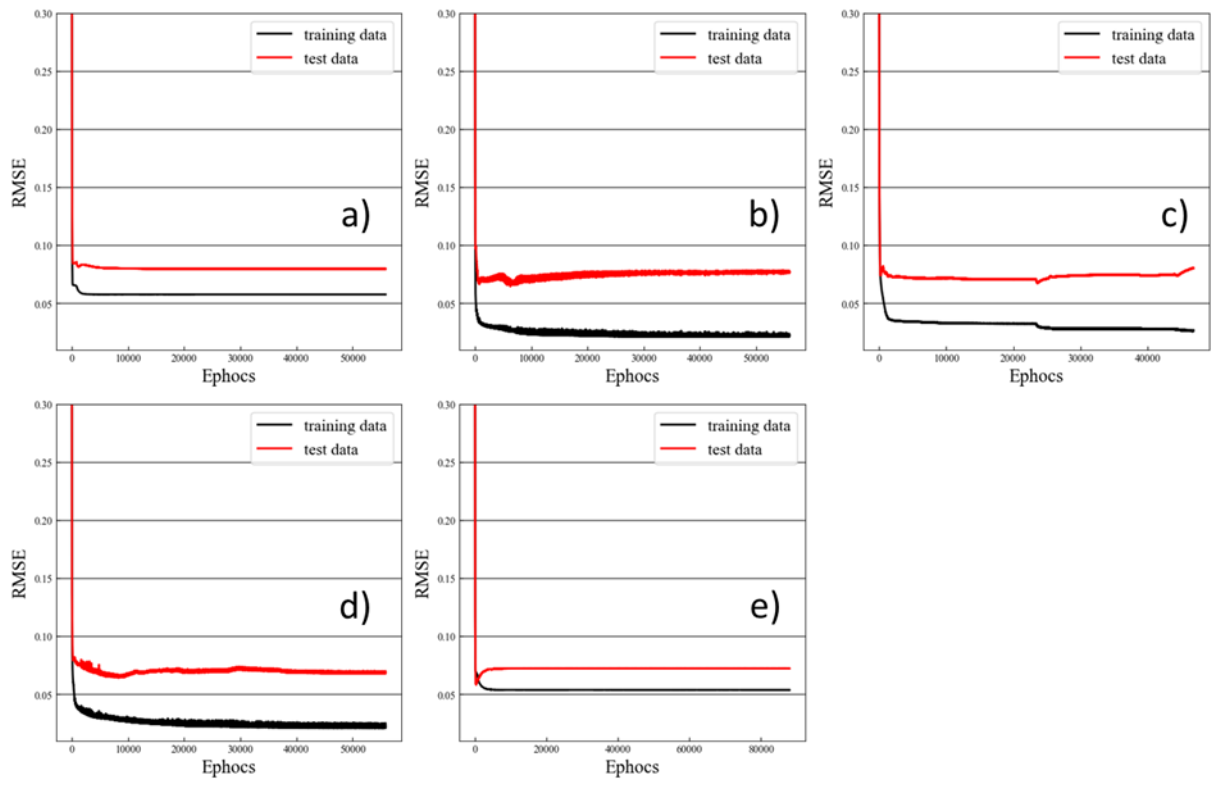 0.30
training data
test data
0.25
0.20
RMSE
0.15
a)
0.10
0.05
0 10000 20000 30000 40000 50000
Ephocs
0.30
training data
test data
0.25
0.20
RMSE
0.15
b)
0.10
0.05
0 10000 20000 30000 40000 50000
Ephocs
0.30
training data
test data
0.25
0.20
RMSE
0.15
c)
0.10
0.05
0 10000 20000 30000 40000
Ephocs
0.30
training data
test data
0.25
0.20
RMSE
0.15
d)
0.10
0.05
0 10000 20000 30000 40000 50000
Ephocs
0.30
training data
test data
0.25
0.20
RMSE
0.15
e)
0.10
0.05
0 20000 40000 60000 80000
Ephocs